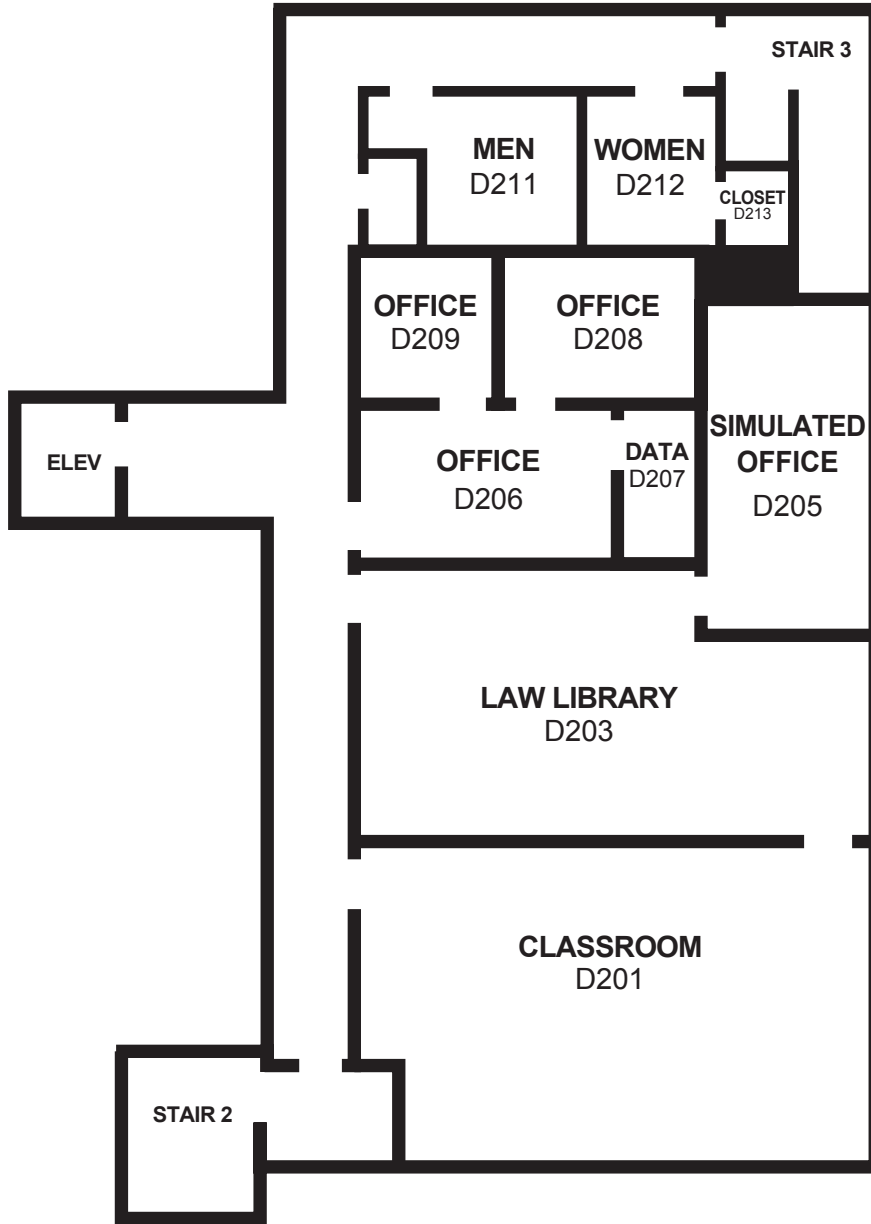 STAIR 3
MEN
D211
WOMEN
D212
CLOSET
D213
OFFICE
D209
OFFICE
D208
ELEV
OFFICE
D206
DATA
D207
SIMULATED
OFFICE
D205
LAW LIBRARY
D203
CLASSROOM
D201
STAIR 2